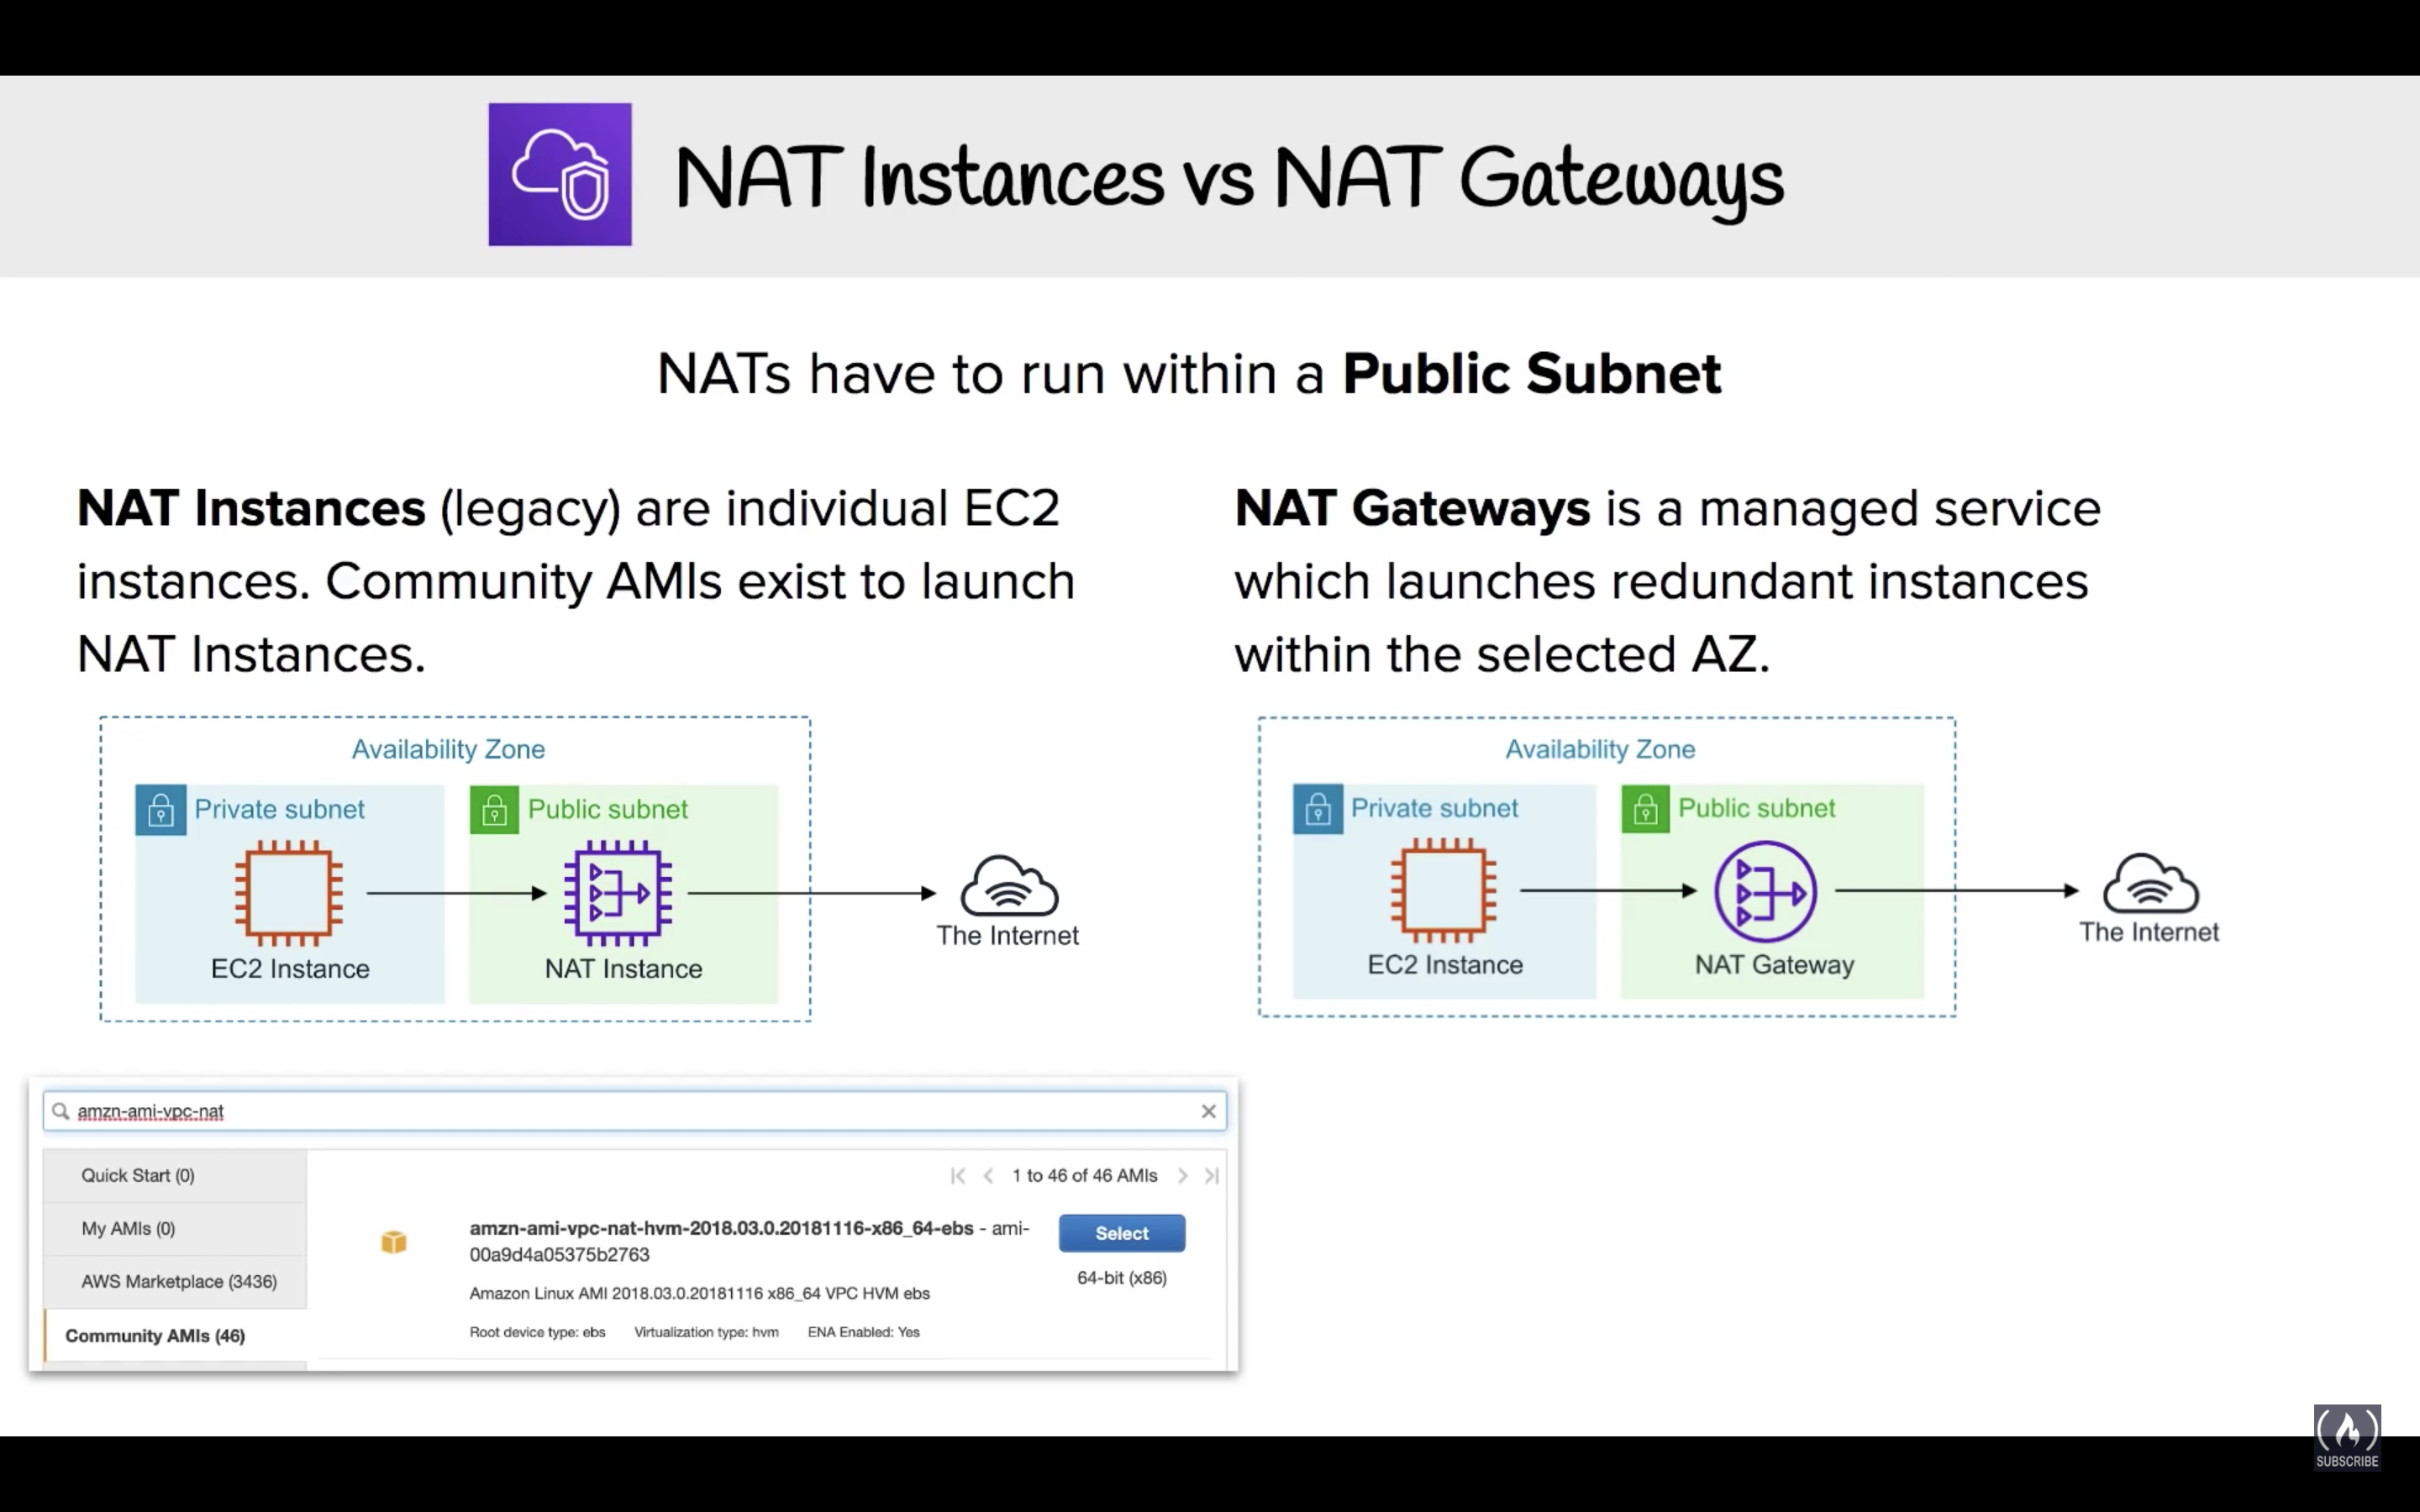 NAT Instances vs NAT Gateways
NATs have to run within a Public Subnet
NAT Instances (legacy) are individual EC2
instances. Community AMIs exist to launch
NAT Instances.
Availability Zone
Private subnet
Public subnet
EC2 Instance
NAT Instance
The Internet
NAT Gateways is a managed service
which launches redundant instances
within the selected AZ.
Availability Zone
Private subnet
Public subnet
EC2 Instance
NAT Gateway
The Internet
amzn-ami-vpc-nat
Quick Start (0)
My AMIs (0)
AWS Marketplace (3436)
Community AMIs (46)
1 to 46 of 46 AMIs
amzn-ami-vpc-nat-hvm-2018.03.0.20181116-x86_64-ebs - ami-
00a9d4a05375b2763
Amazon Linux AMI 2018.03.0.20181116 x86_64 VPC HVM ebs
Root device type: ebs Virtualization type: hvm ENA Enabled: Yes
Select
64-bit (x86)
SUBSCRIBE